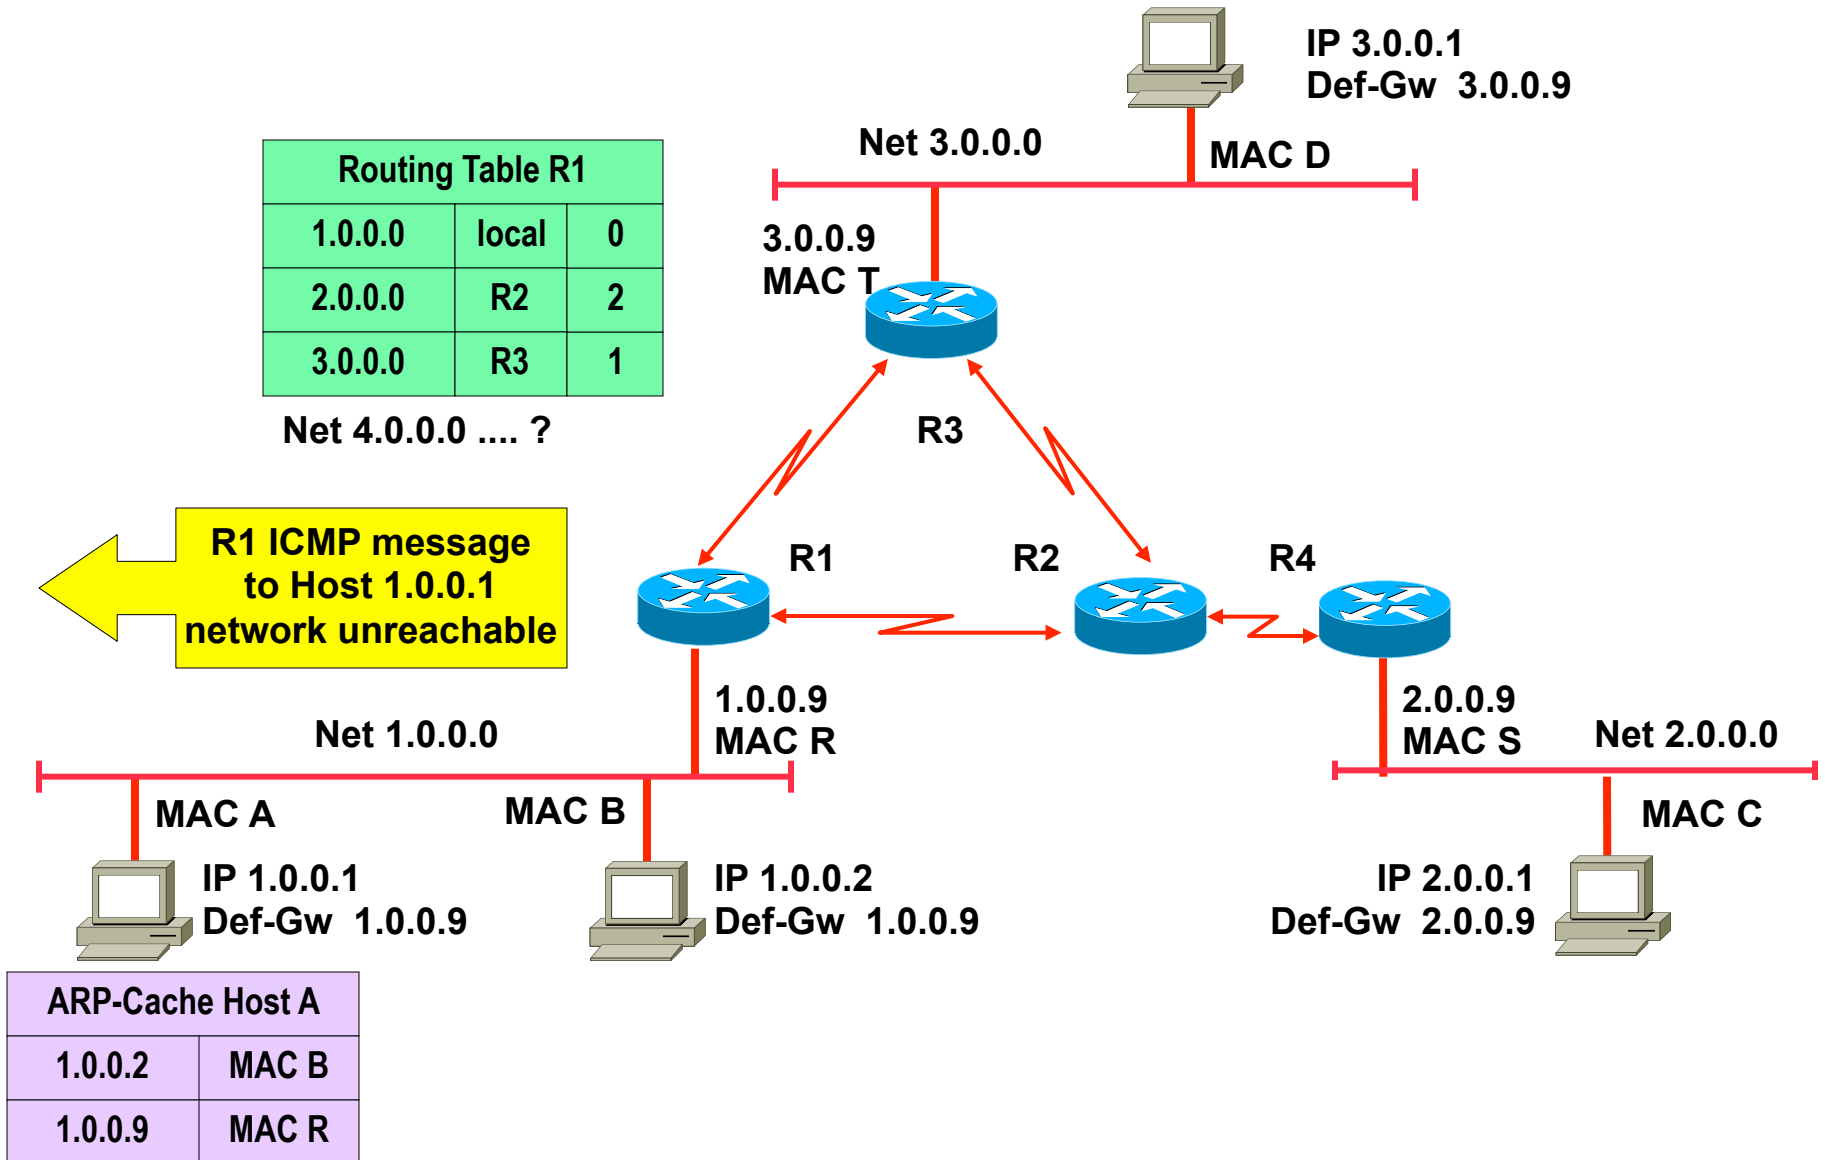 IP 3.0.0.1
Def-Gw 3.0.0.9
Net 3.0.0.0
MAC D
Routing Table R1
1.0.0.0 local 0
2.0.0.0 R2 2
3.0.0.0 R3 1
Net 4.0.0.0 .... ?
3.0.0.9
MAC T
R3
R1 ICMP message
to Host 1.0.0.1
network unreachable
R1
R2
R4
1.0.0.9
MAC R
2.0.0.9
MAC S
Net 1.0.0.0
Net 2.0.0.0
MAC A
MAC B
MAC C
IP 1.0.0.1
Def-Gw 1.0.0.9
IP 1.0.0.2
Def-Gw 1.0.0.9
IP 2.0.0.1
Def-Gw 2.0.0.9
ARP-Cache Host A
1.0.0.2 MAC B
1.0.0.9 MAC R